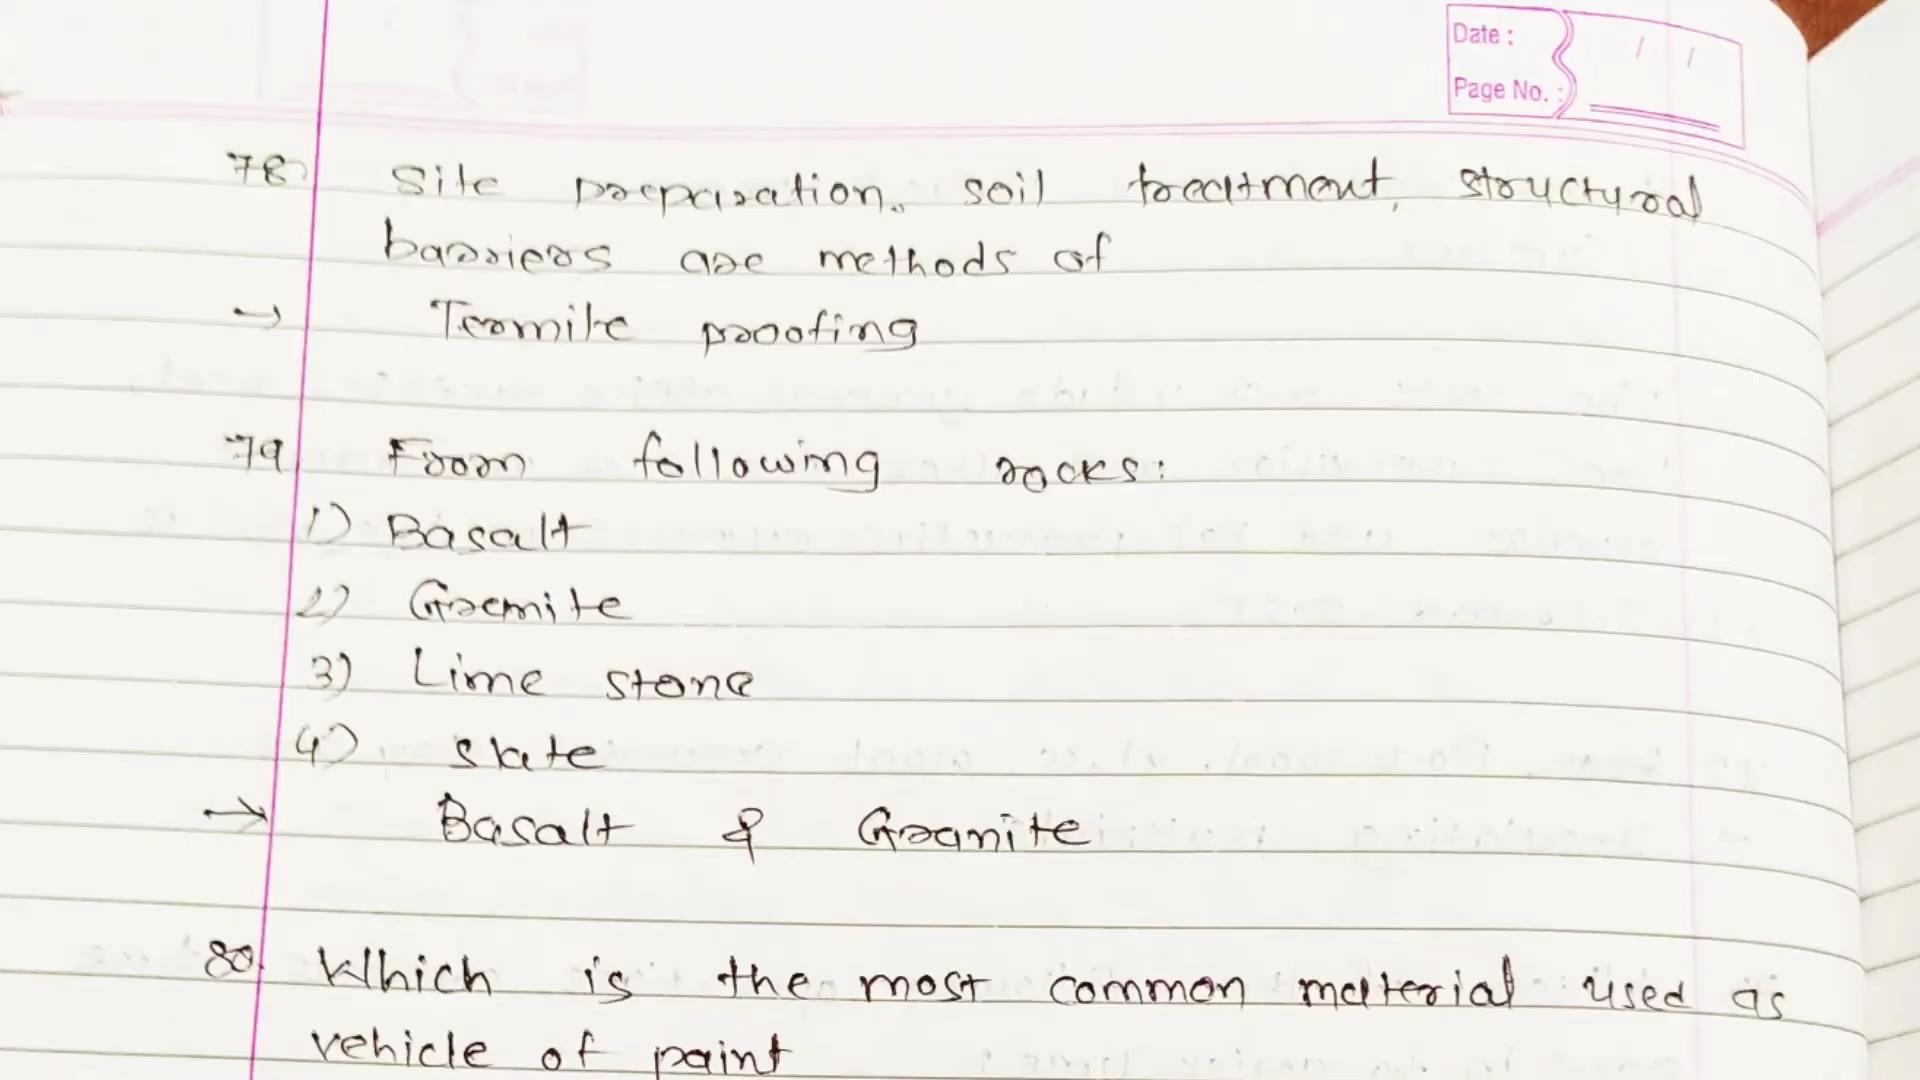 Date :
Page No. :
78) Site preparation, soil treatment, structural
barriers are methods of
→ Termite proofing
79) From following rocks:
1) Basalt
2) Granite
3) Lime stone
4) Slate
→ Basalt & Granite
80. Which is the most common material used as
vehicle of paint